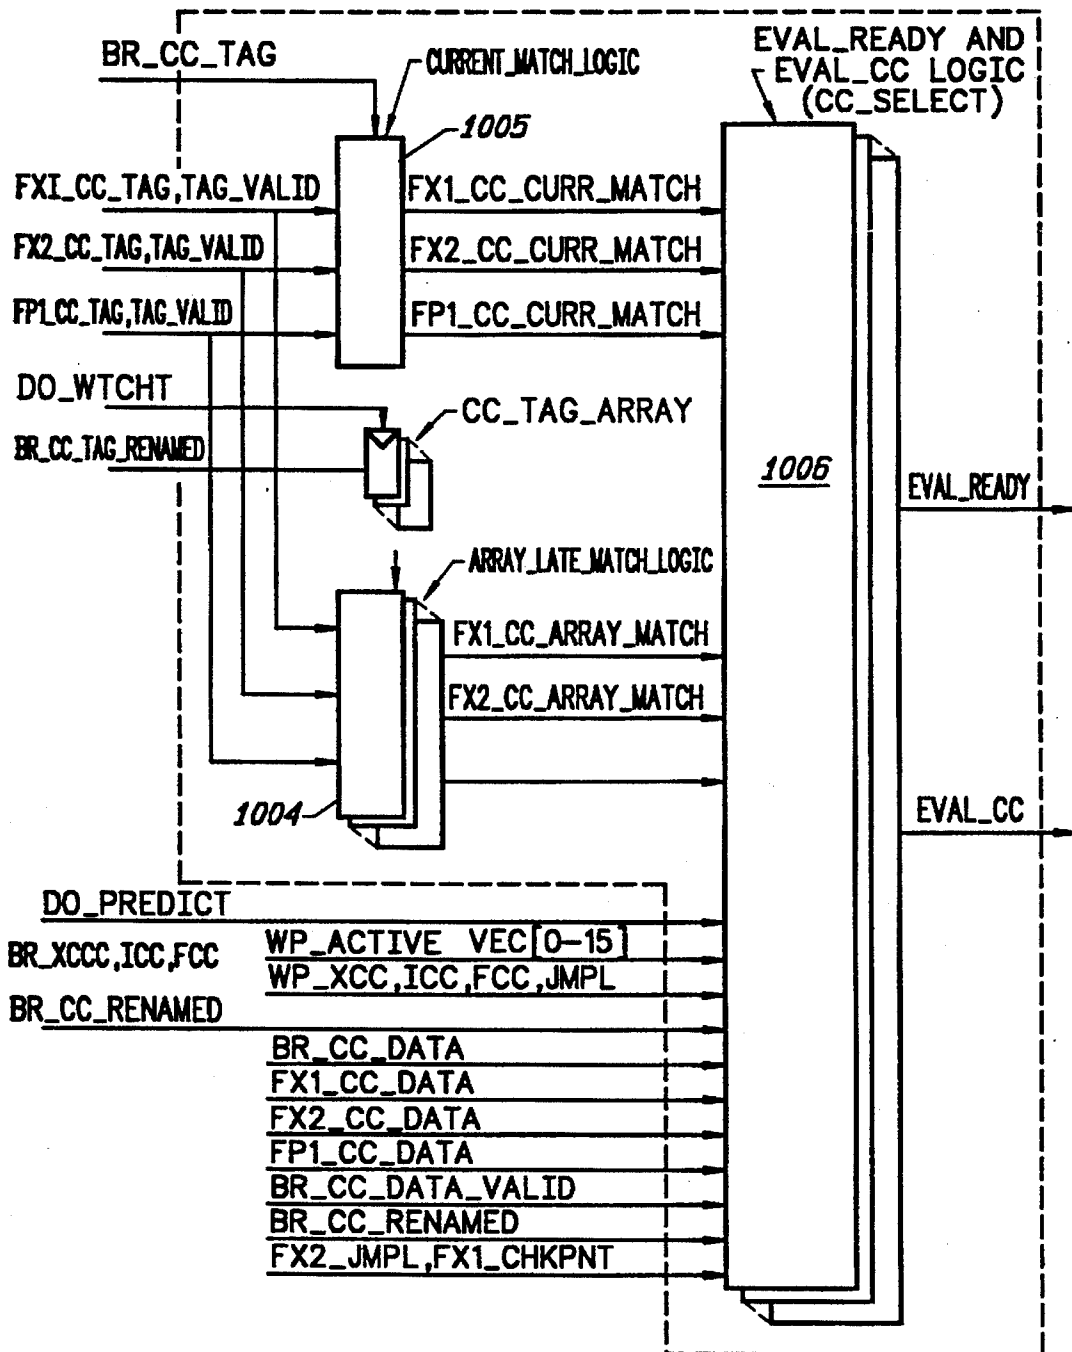 BR_CC_TAG
CURRENT_MATCH_LOGIC
EVAL_READY AND
EVAL_CC LOGIC
(CC_SELECT)
1005
FXI_CC_TAG,TAG_VALID
FX1_CC_CURR_MATCH
FX2_CC_TAG,TAG_VALID
FX2_CC_CURR_MATCH
FP1_CC_TAG,TAG_VALID
FP1_CC_CURR_MATCH
DO_WTCHT
CC_TAG_ARRAY
BR_CC_TAG_RENAMED
1006
EVAL_READY
ARRAY_LATE_MATCH_LOGIC
FX1_CC_ARRAY_MATCH
FX2_CC_ARRAY_MATCH
1004
EVAL_CC
DO_PREDICT
BR_XCCC,ICC,FCC
WP_ACTIVE VEC[0-15]
WP_XCC,ICC,FCC,JMPL
BR_CC_RENAMED
BR_CC_DATA
FX1_CC_DATA
FX2_CC_DATA
FP1_CC_DATA
BR_CC_DATA_VALID
BR_CC_RENAMED
FX2_JMPL,FX1_CHKPNT